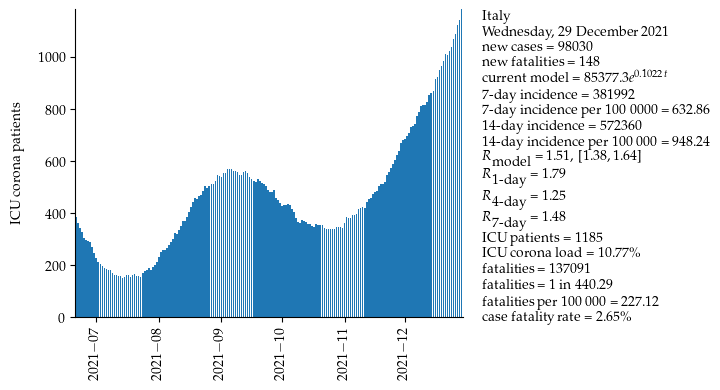 Italy
Wednesday, 29 December 2021
new cases = 98030
new fatalities = 148
current model = 85377.3e^0.1022 t
7-day incidence = 381992
7-day incidence per 100 0000 = 632.86
14-day incidence = 572360
14-day incidence per 100 000 = 948.24
R_model = 1.51, [1.38, 1.64]
R_1-day = 1.79
R_4-day = 1.25
R_7-day = 1.48
ICU patients = 1185
ICU corona load = 10.77%
fatalities = 137091
fatalities = 1 in 440.29
fatalities per 100 000 = 227.12
case fatality rate = 2.65%
ICU corona patients
1000
800
600
400
200
0
2021−07
2021−08
2021−09
2021−10
2021−11
2021−12